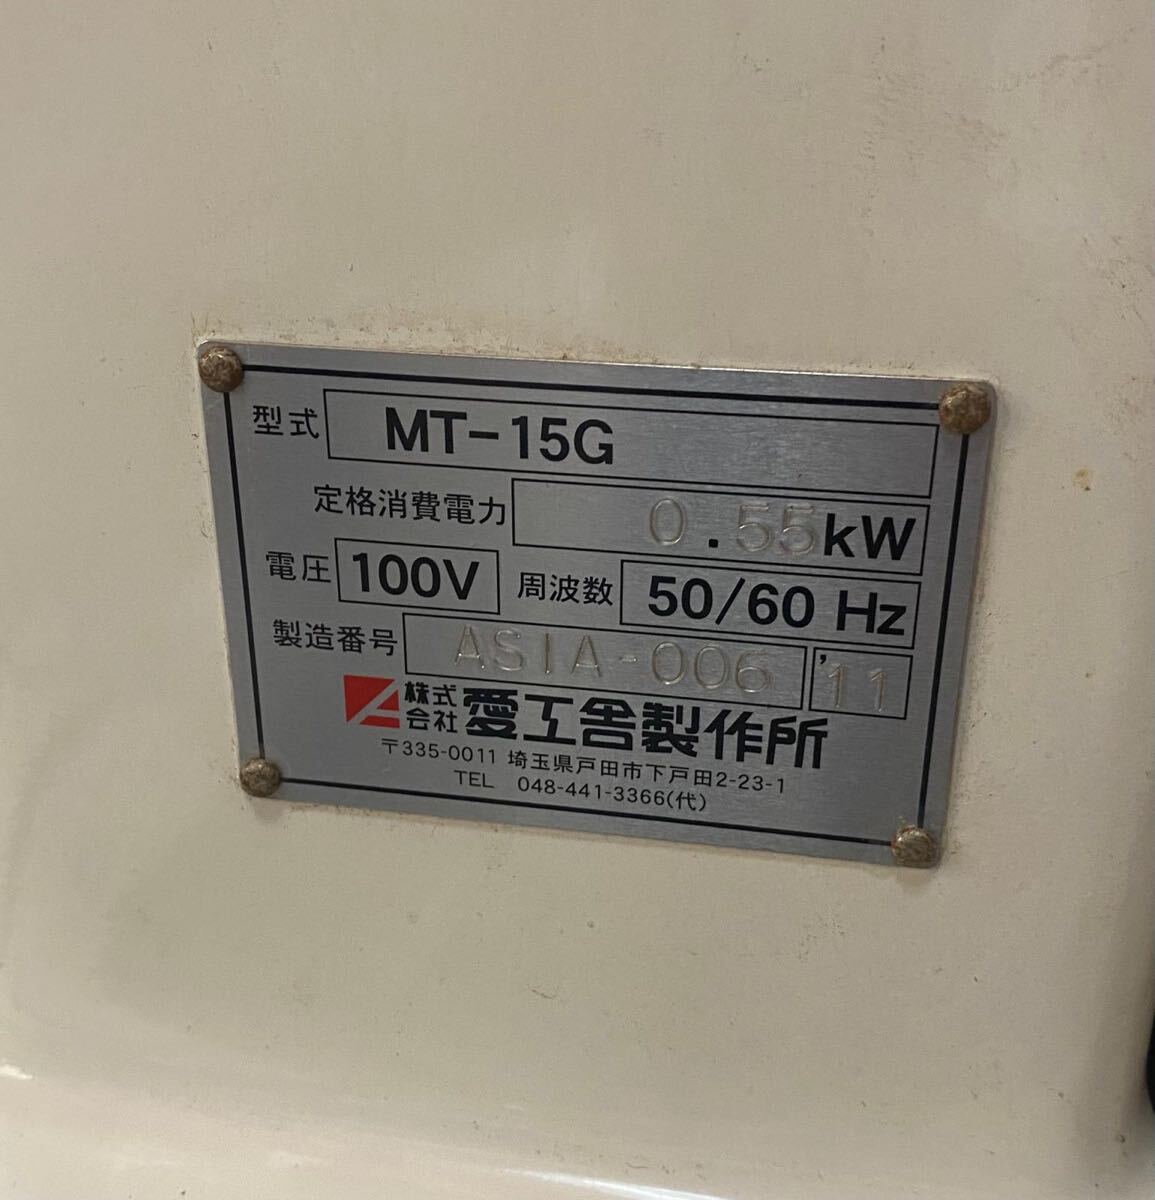 型式 MT-15G
定格消費電力 0.55kW
電圧 100V 周波数 50/60 Hz
製造番号 ASIA-006 '11
株式会社 愛工舎製作所
〒335-0011 埼玉県戸田市下戸田2-23-1
TEL 048-441-3366(代)